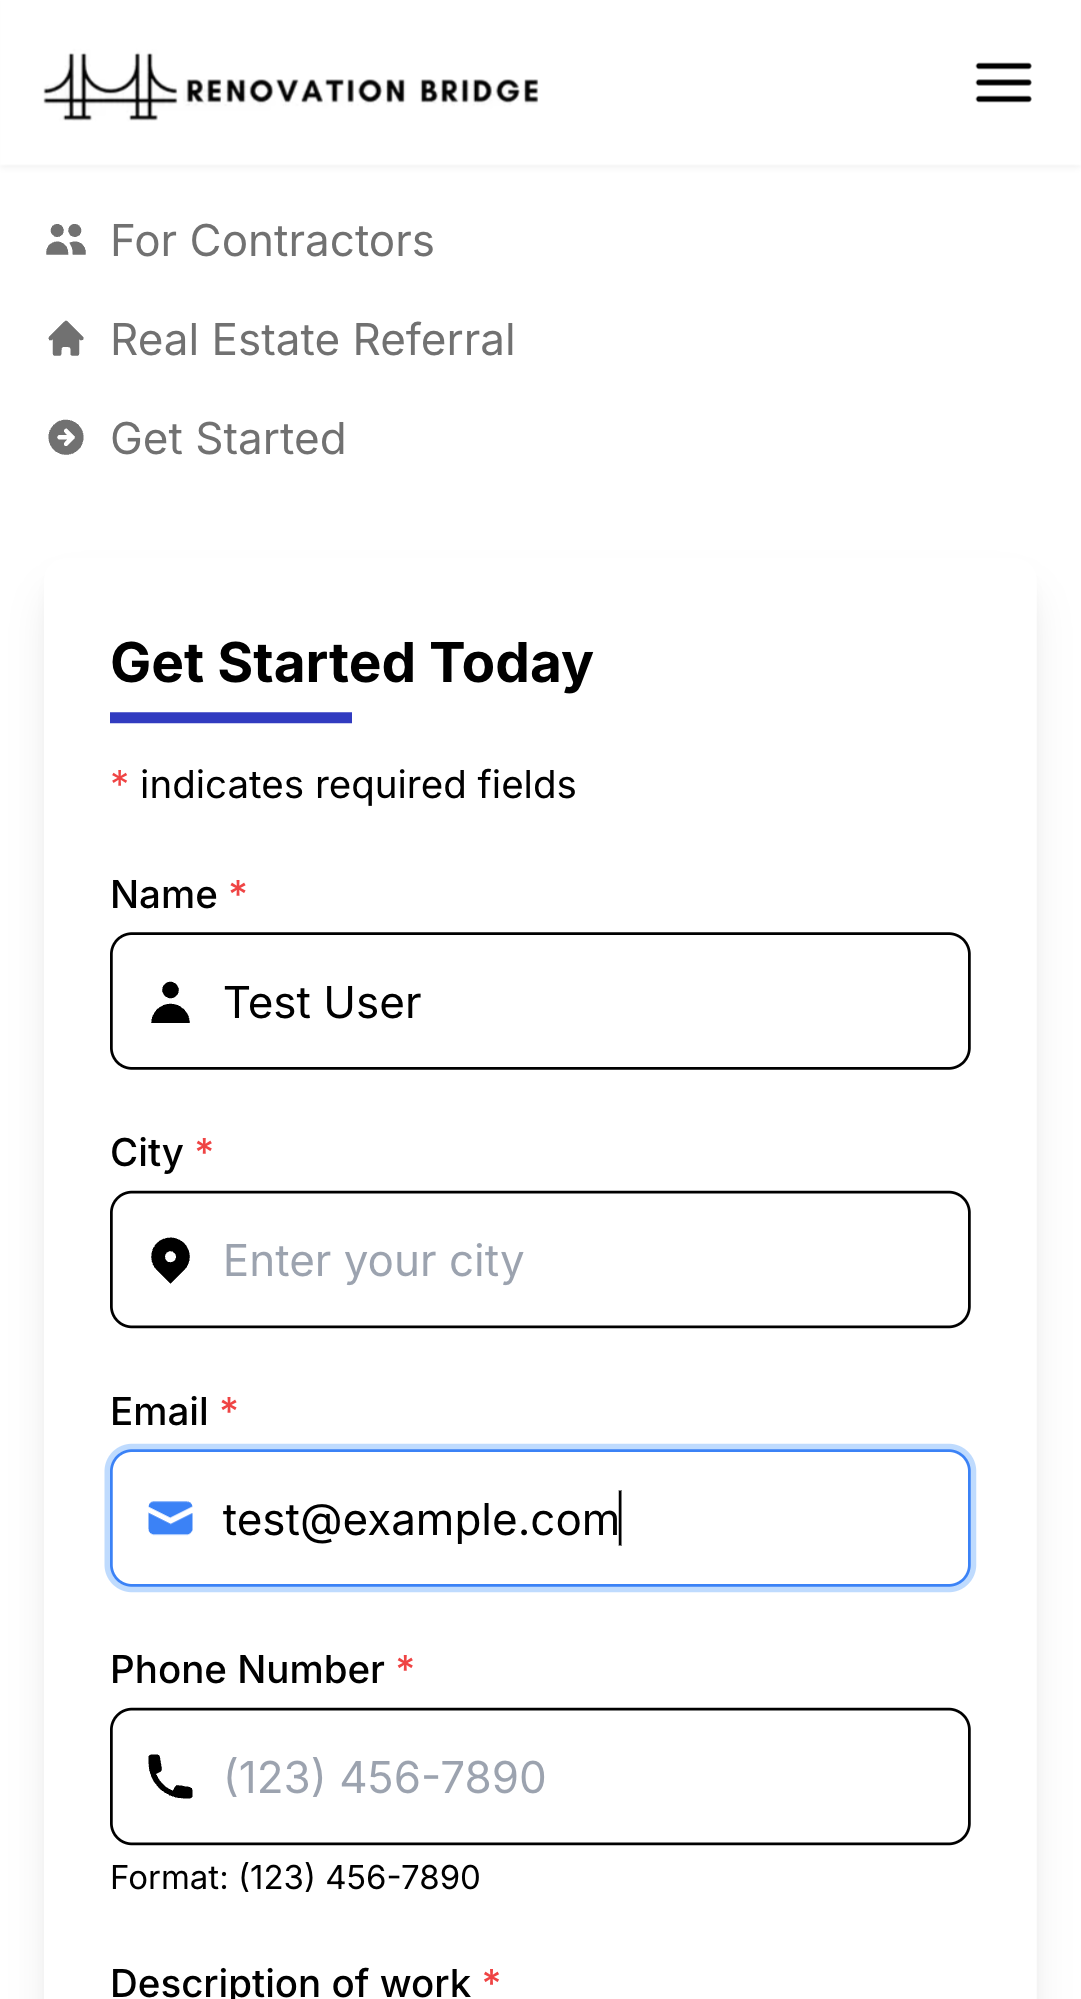 RENOVATION BRIDGE
For Contractors
Real Estate Referral
Get Started
Get Started Today
* indicates required fields
Name *
Test User
City *
Enter your city
Email *
test@example.com
Phone Number *
(123) 456-7890
Format: (123) 456-7890
Description of work *